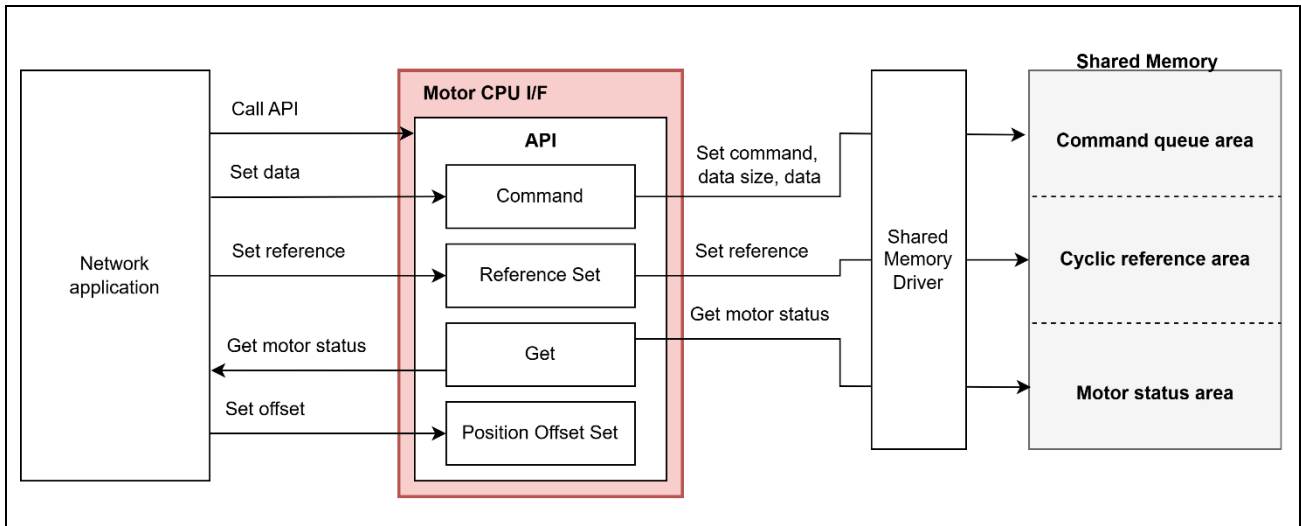 Shared Memory
Motor CPU I/F
Call API
API
Command queue area
Set command,
data size, data
Set data
Command
Network
application
Set reference
Reference Set
Set reference
Shared
Memory
Driver
Cyclic reference area
Get motor status
Get motor status
Get
Motor status area
Set offset
Position Offset Set